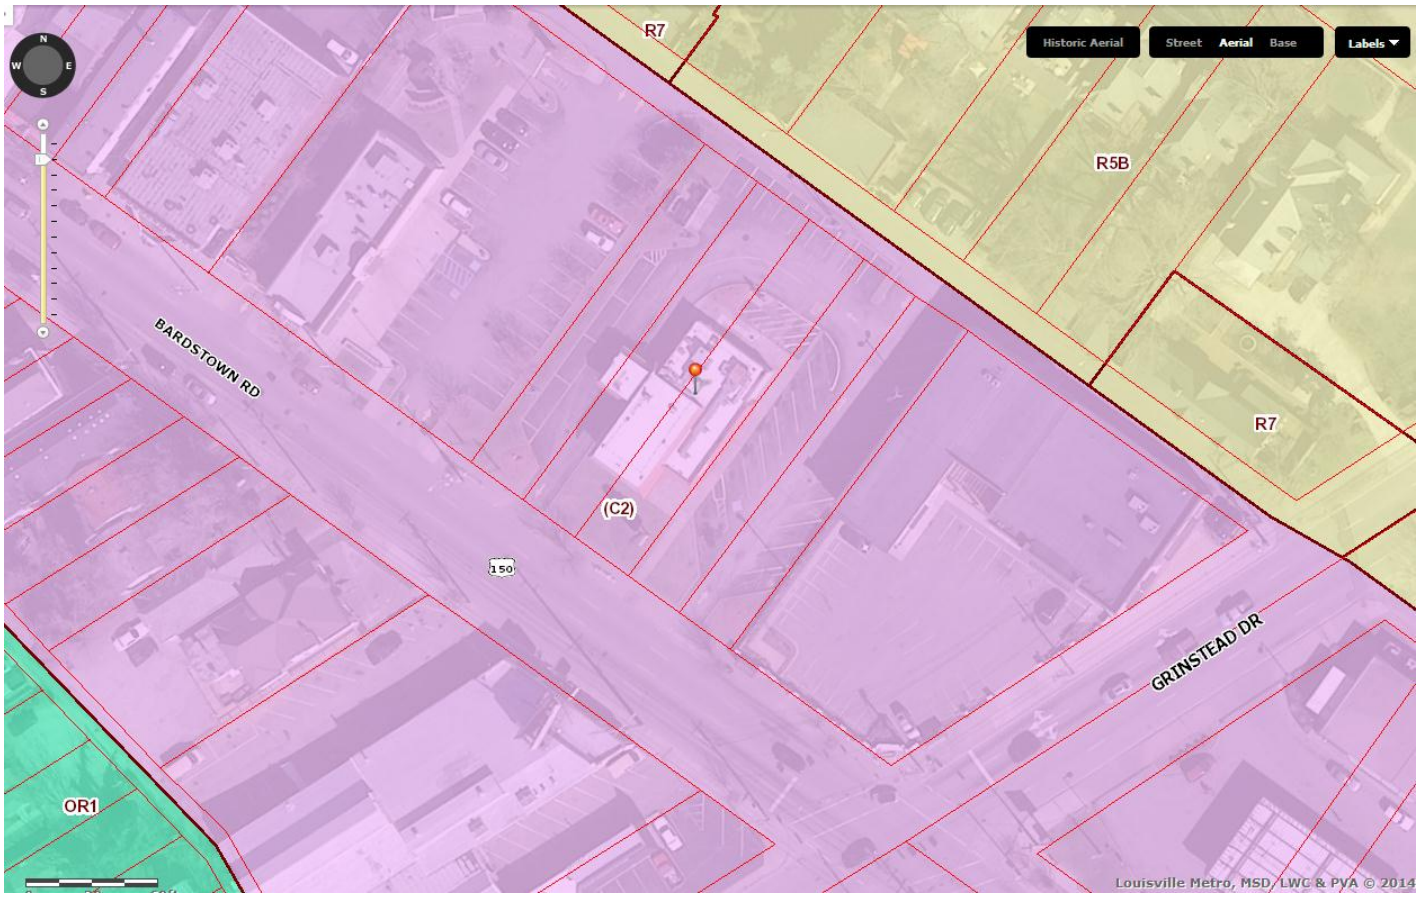 R7
Historic Aerial
Street Aerial Base
Labels
N
W E
S
R5B
BARDSTOWN RD
R7
(C2)
150
GRINSTEAD DR
OR1
Louisville Metro, MSD, LWC & PVA © 2014